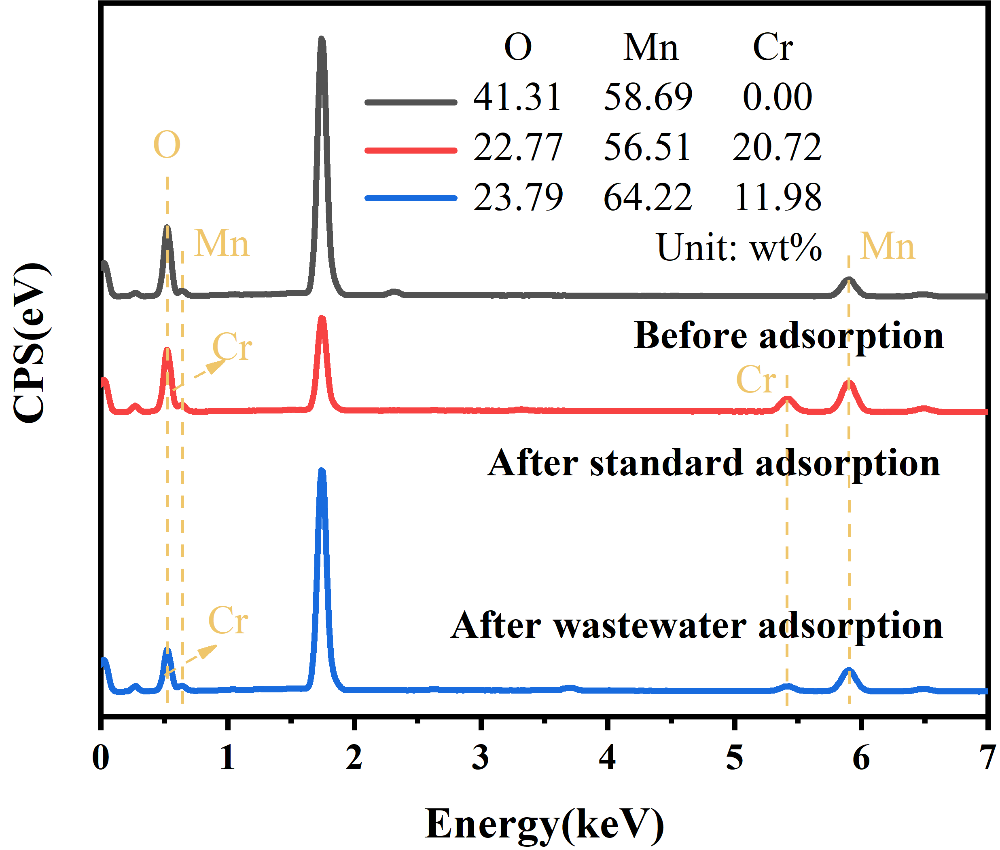 O Mn Cr
41.31 58.69 0.00
22.77 56.51 20.72
23.79 64.22 11.98
Unit: wt%
O
Mn
Mn
Before adsorption
Cr
Cr
After standard adsorption
Cr
After wastewater adsorption
CPS(eV)
0 1 2 3 4 5 6 7
Energy(keV)